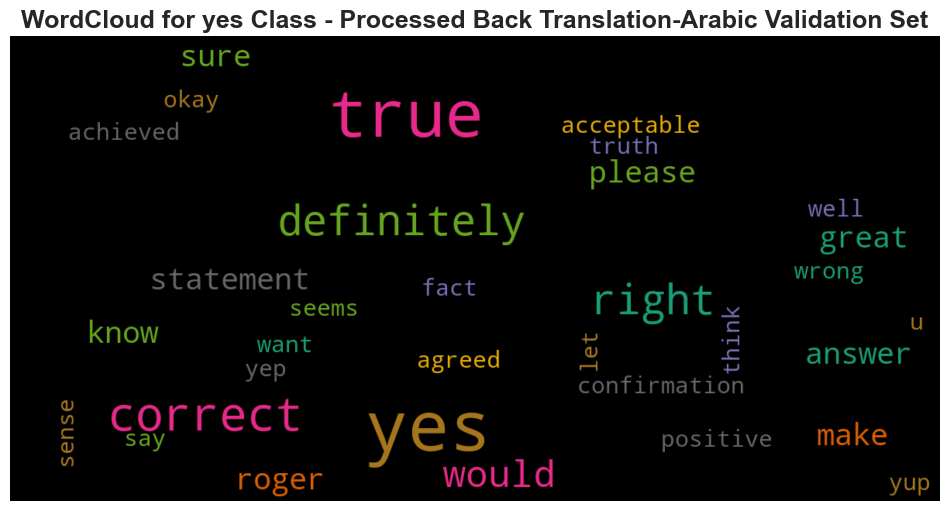 WordCloud for yes Class - Processed Back Translation-Arabic Validation Set
sure
okay
true
achieved
acceptable
truth
please
well
definitely
great
wrong
statement
fact
right
seems
u
know
want
let
think
answer
yep
agreed
confirmation
correct
yes
sense
say
positive
make
would
roger
yup